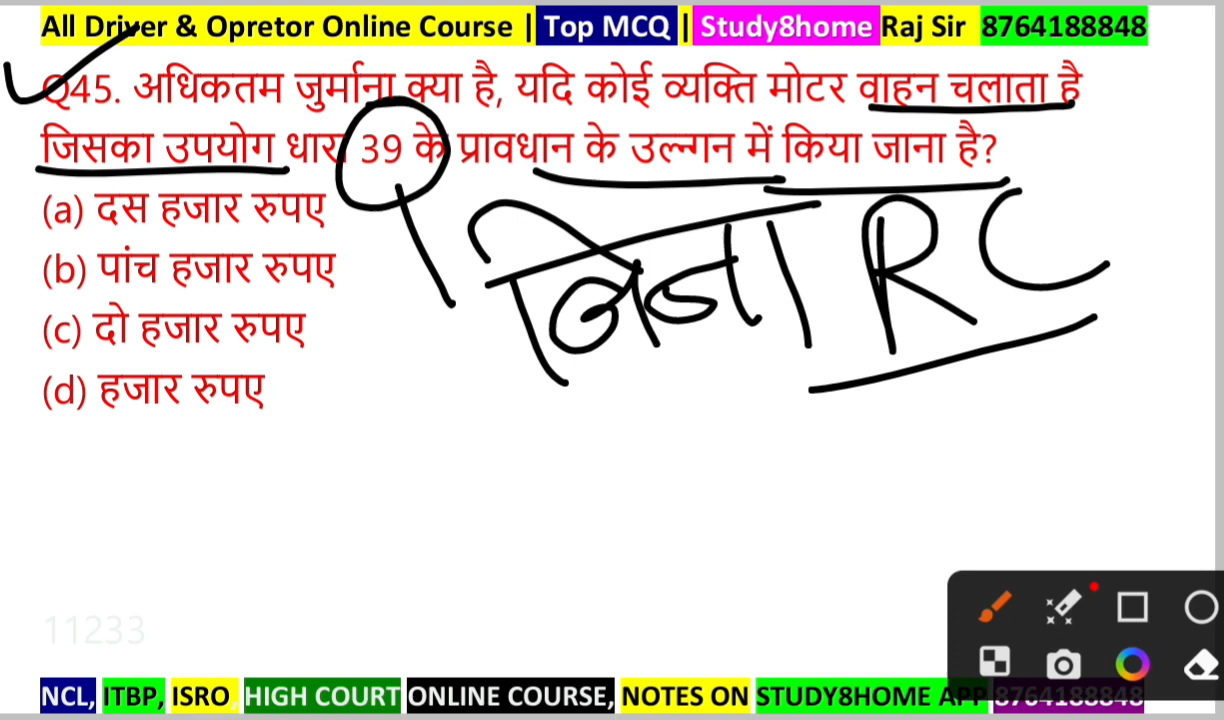 All Driver & Opretor Online Course | Top MCQ | Study8home Raj Sir 8764188848
Q45. अधिकतम जुर्माना क्या है, यदि कोई व्यक्ति मोटर वाहन चलाता है
जिसका उपयोग धारा 39 के प्रावधान के उल्लगन में किया जाना है?
(a) दस हजार रुपए
(b) पांच हजार रुपए
(c) दो हजार रुपए
(d) हजार रुपए
बिना RC
11233
NCL, ITBP, ISRO, HIGH COURT ONLINE COURSE, NOTES ON STUDY8HOME APP 8764188848